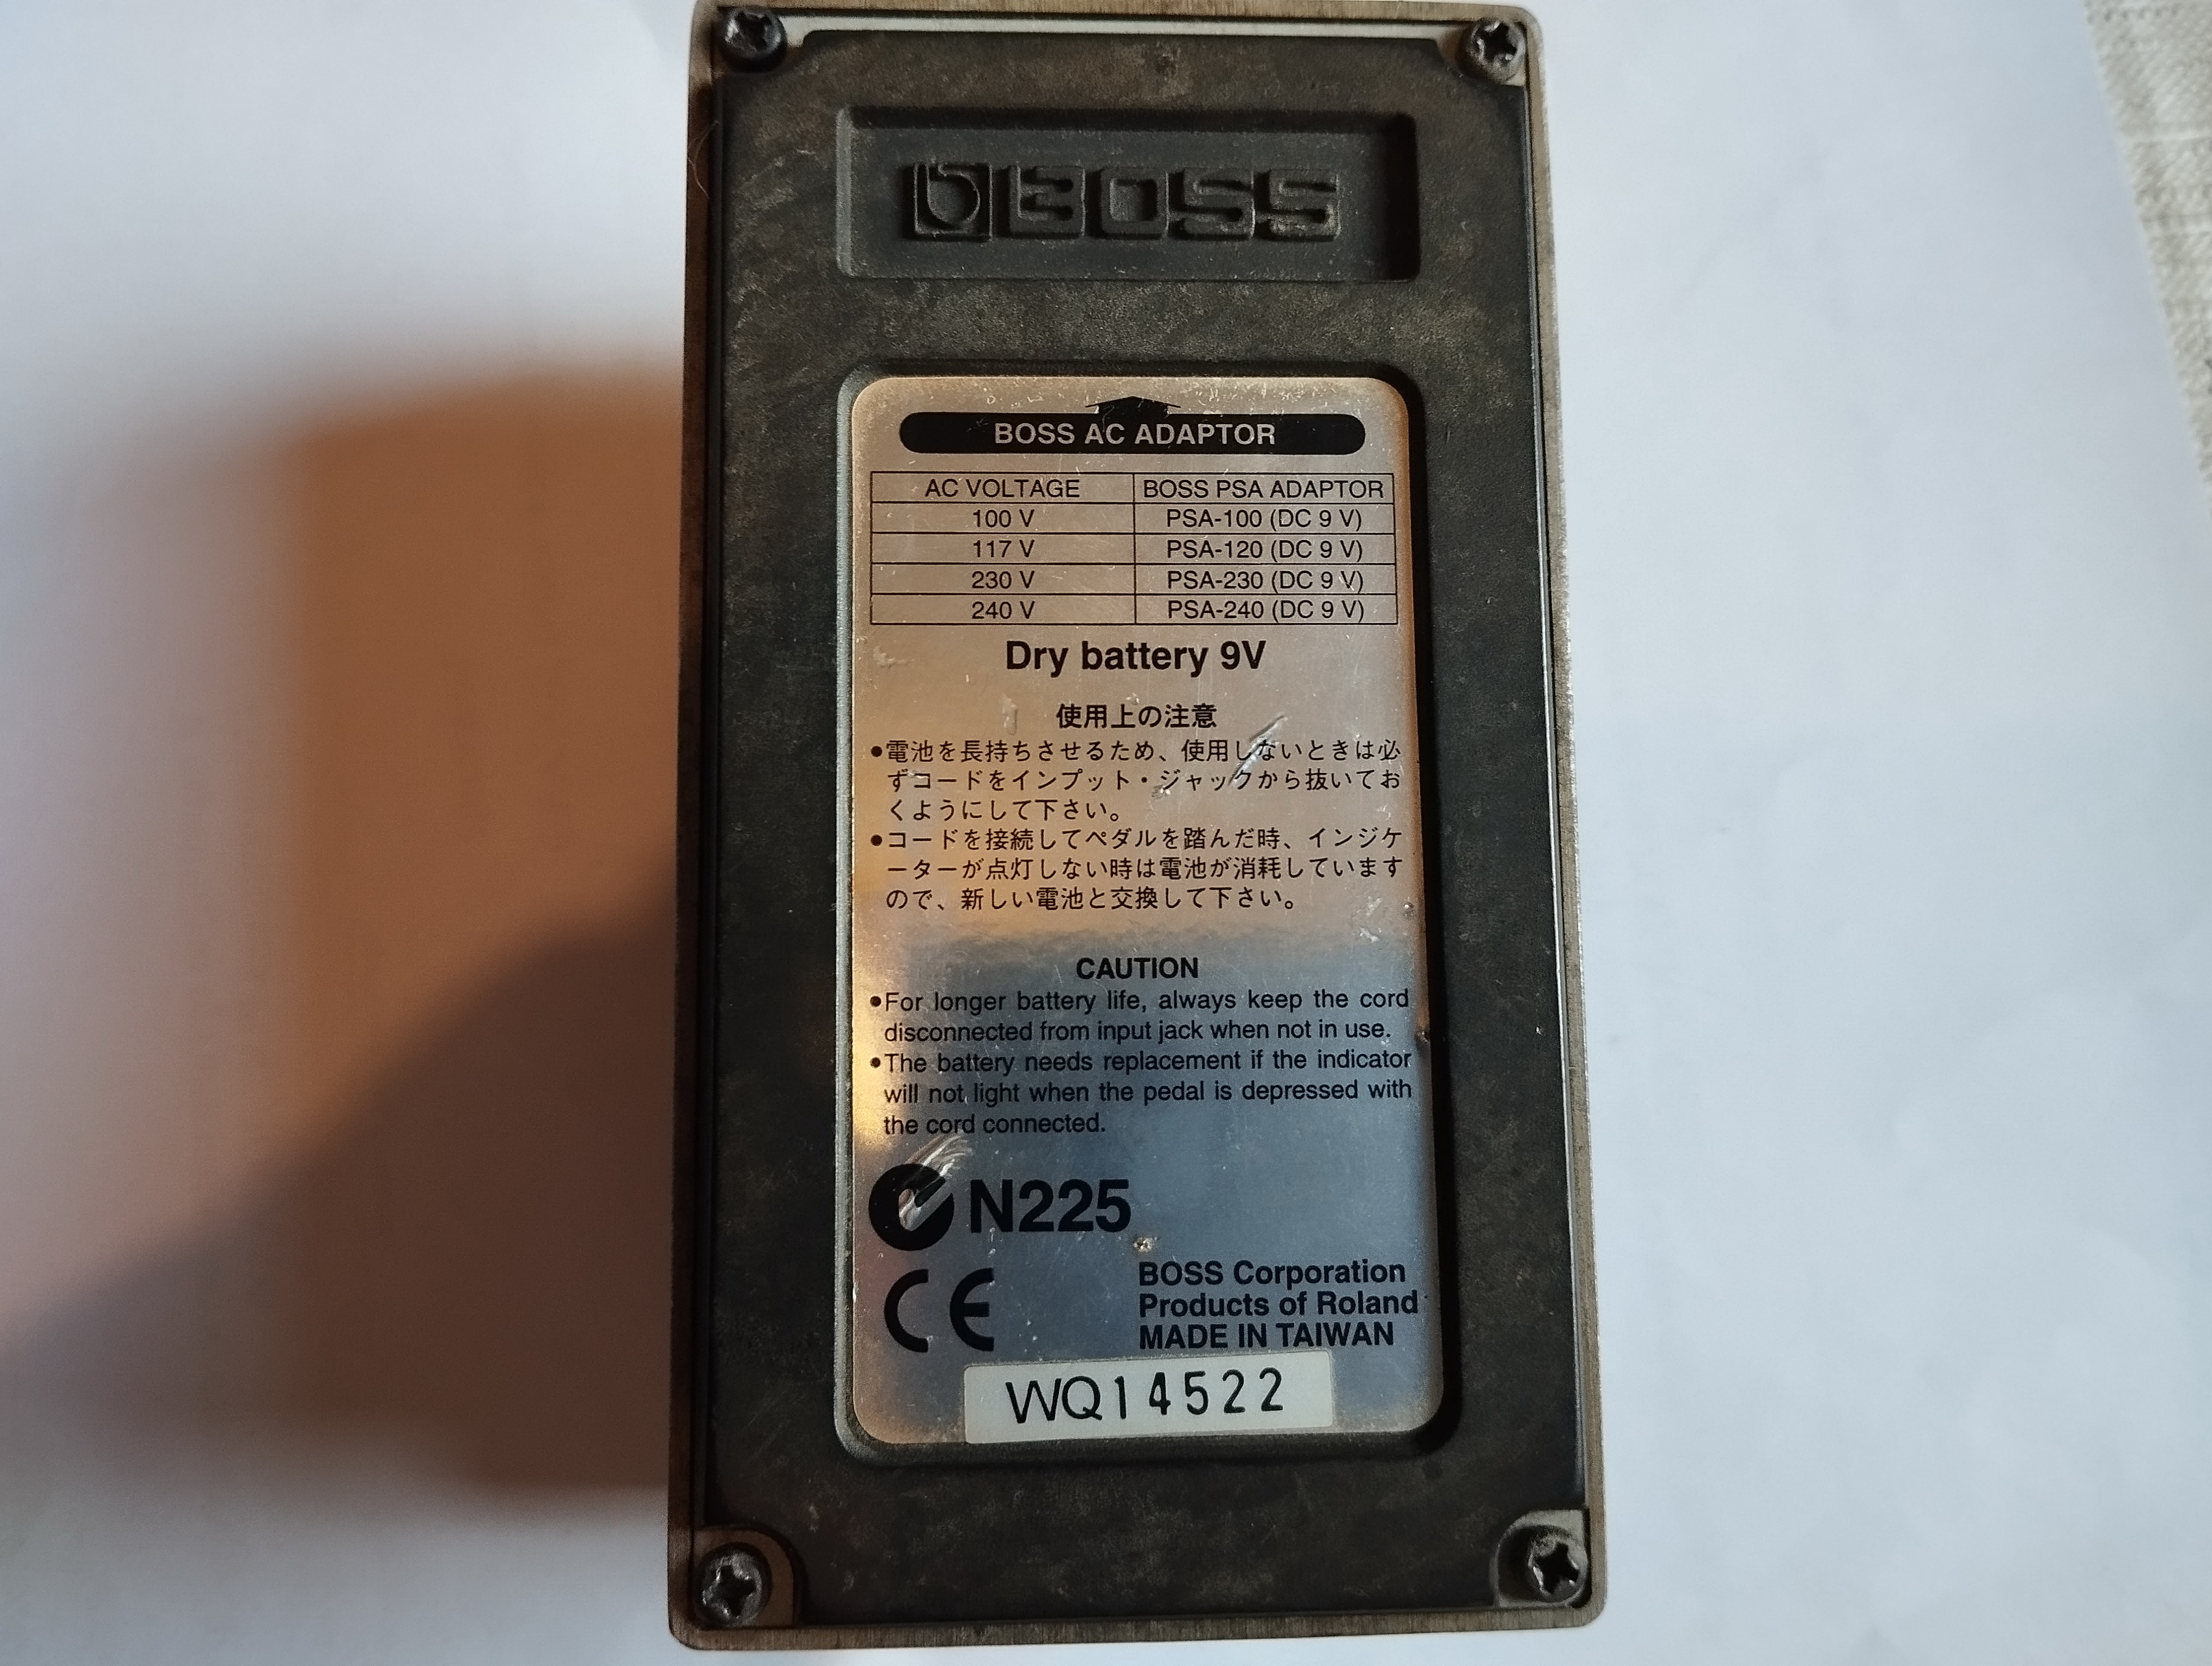 BOSS
BOSS AC ADAPTOR
AC VOLTAGE BOSS PSA ADAPTOR
100 V PSA-100 (DC 9 V)
117 V PSA-120 (DC 9 V)
230 V PSA-230 (DC 9 V)
240 V PSA-240 (DC 9 V)
Dry battery 9V
使用上の注意
●電池を長持ちさせるため、使用しないときは必
ずコードをインプット・ジャックから抜いてお
くようにして下さい。
●コードを接続してペダルを踏んだ時、インジケ
ーターが点灯しない時は電池が消耗しています
ので、新しい電池と交換して下さい。
CAUTION
●For longer battery life, always keep the cord
disconnected from input jack when not in use.
●The battery needs replacement if the indicator
will not light when the pedal is depressed with
the cord connected.
N225
CE
BOSS Corporation
Products of Roland
MADE IN TAIWAN
WQ14522